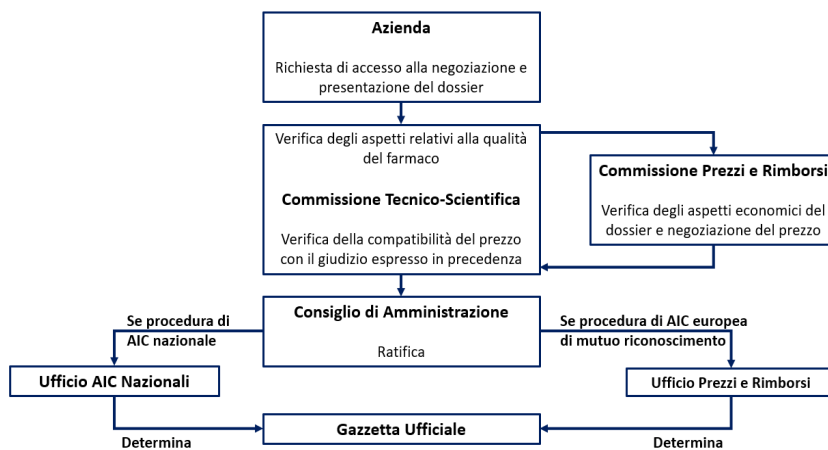 Azienda
Richiesta di accesso alla negoziazione e
presentazione del dossier
Verifica degli aspetti relativi alla qualità
del farmaco
Commissione Tecnico-Scientifica
Verifica della compatibilità del prezzo
con il giudizio espresso in precedenza
Commissione Prezzi e Rimborsi
Verifica degli aspetti economici del
dossier e negoziazione del prezzo
Consiglio di Amministrazione
Ratifica
Se procedura di
AIC nazionale
Se procedura di AIC europea
di mutuo riconoscimento
Ufficio AIC Nazionali
Ufficio Prezzi e Rimborsi
Gazzetta Ufficiale
Determina
Determina